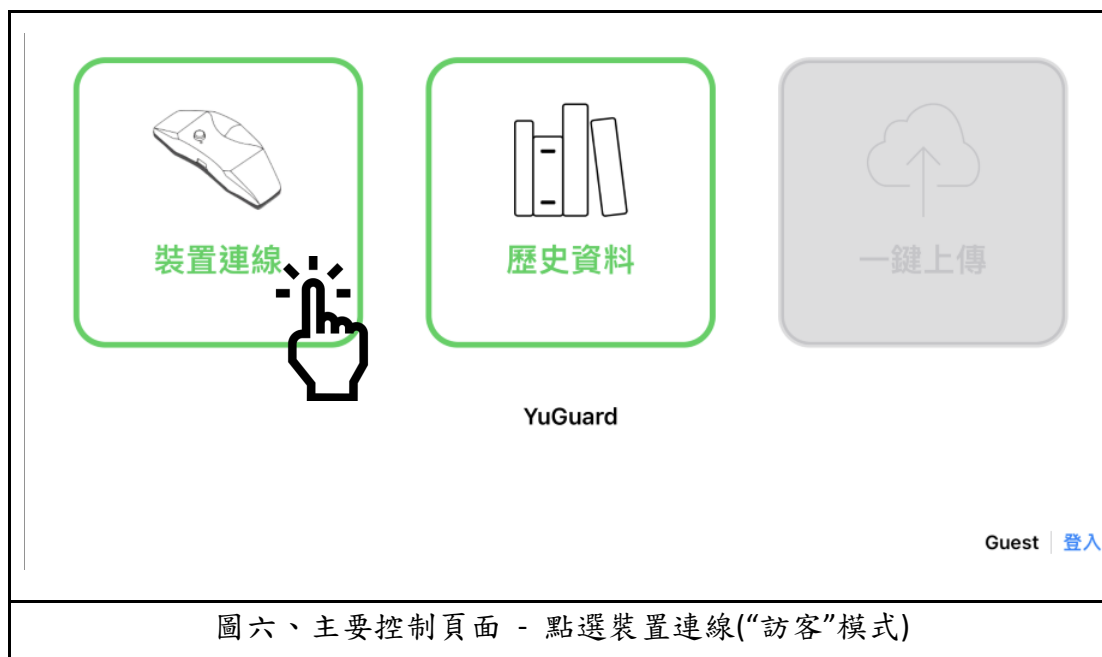 裝置連線
歷史資料
一鍵上傳
YuGuard
Guest 登入
圖六、主要控制頁面 - 點選裝置連線(“訪客”模式)